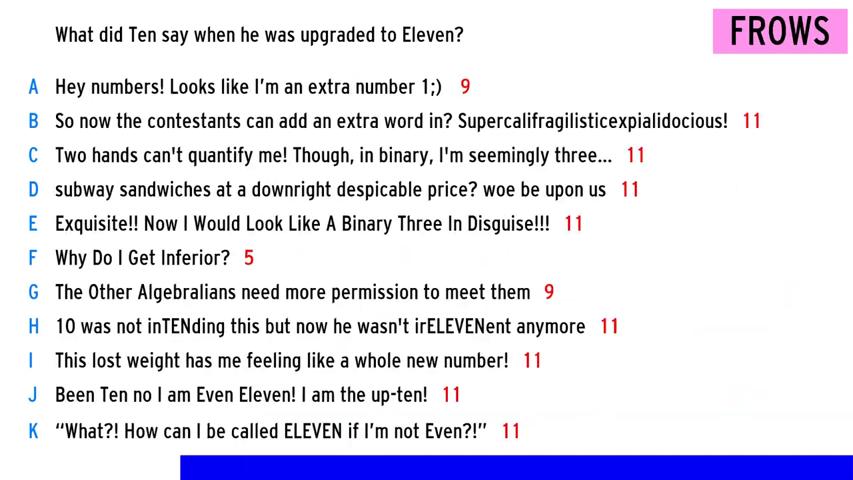 What did Ten say when he was upgraded to Eleven?
FROWS
A Hey numbers! Looks like I'm an extra number 1;) 9
B So now the contestants can add an extra word in? Supercalifragilisticexpialidocious! 11
C Two hands can't quantify me! Though, in binary, I'm seemingly three... 11
D subway sandwiches at a downright despicable price? woe be upon us 11
E Exquisite!! Now I Would Look Like A Binary Three In Disguise!!! 11
F Why Do I Get Inferior? 5
G The Other Algebralians need more permission to meet them 9
H 10 was not inTENding this but now he wasn't irELEVENent anymore 11
I This lost weight has me feeling like a whole new number! 11
J Been Ten no I am Even Eleven! I am the up-ten! 11
K “What?! How can I be called ELEVEN if I'm not Even?!” 11